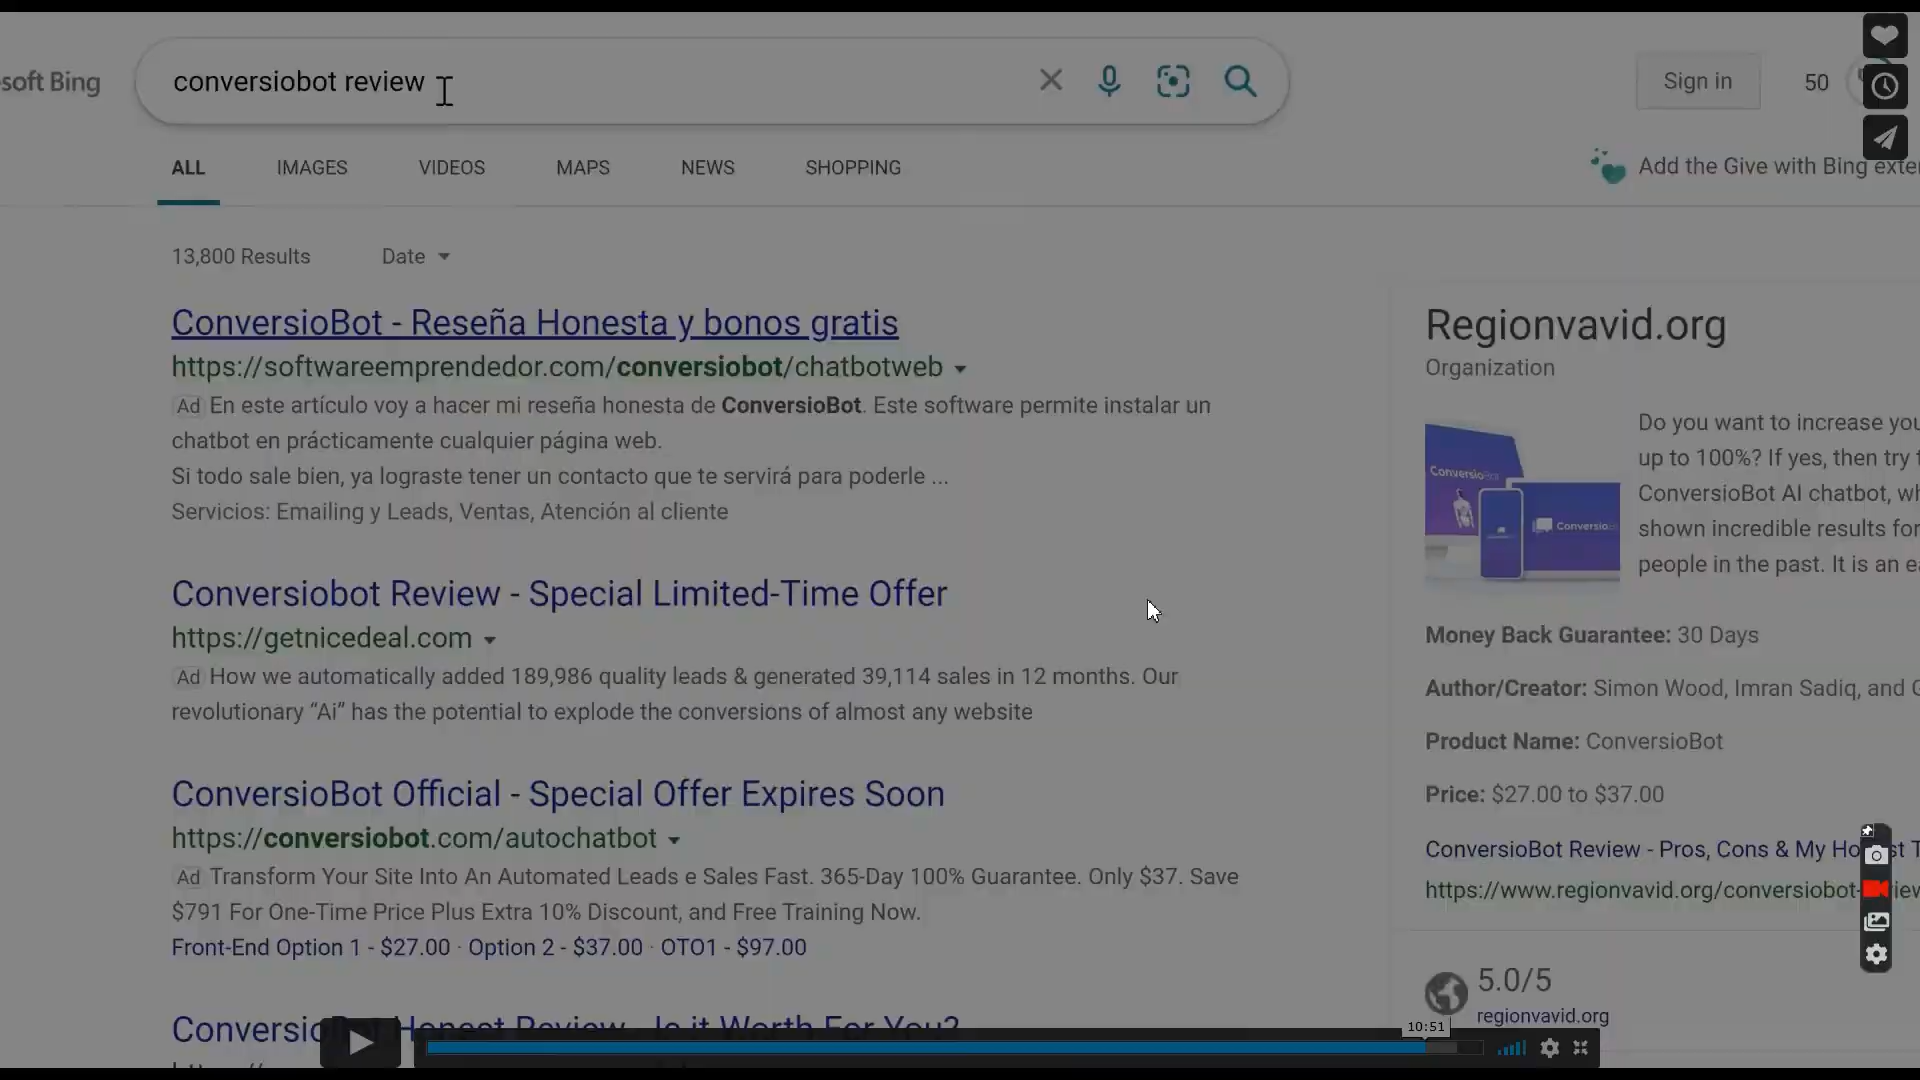 soft Bing
conversiobot review
Sign in
50
ALL
IMAGES
VIDEOS
MAPS
NEWS
SHOPPING
Add the Give with Bing
13,800 Results
Date
ConversioBot - Reseña Honesta y bonos gratis
https://softwareemprendedor.com/conversiobot/chatbotweb
Ad En este artículo voy a hacer mi reseña honesta de ConversioBot. Este software permite instalar un
chatbot en prácticamente cualquier página web.
Si todo sale bien, ya lograste tener un contacto que te servirá para poderle ...
Servicios: Emailing y Leads, Ventas, Atención al cliente
Conversiobot Review - Special Limited-Time Offer
https://getnicedeal.com
Ad How we automatically added 189,986 quality leads & generated 39,114 sales in 12 months. Our
revolutionary “Ai” has the potential to explode the conversions of almost any website
ConversioBot Official - Special Offer Expires Soon
https://conversiobot.com/autochatbot
Ad Transform Your Site Into An Automated Leads e Sales Fast. 365-Day 100% Guarantee. Only $37. Save
$791 For One-Time Price Plus Extra 10% Discount, and Free Training Now.
Front-End Option 1 - $27.00 · Option 2 - $37.00 · OTO1 - $97.00
ConversioBot Honest Review - Is it Worth For You?
Regionvavid.org
Organization
Do you want to increase
up to 100%? If yes, then try
ConversioBot AI chatbot,
shown incredible results for
people in the past. It is an
ConversioBot
Money Back Guarantee: 30 Days
Author/Creator: Simon Wood, Imran Sadiq, and
Product Name: ConversioBot
Price: $27.00 to $37.00
ConversioBot Review - Pros, Cons & My
https://www.regionvavid.org/conversiobot-
5.0/5
regionvavid.org
10:51